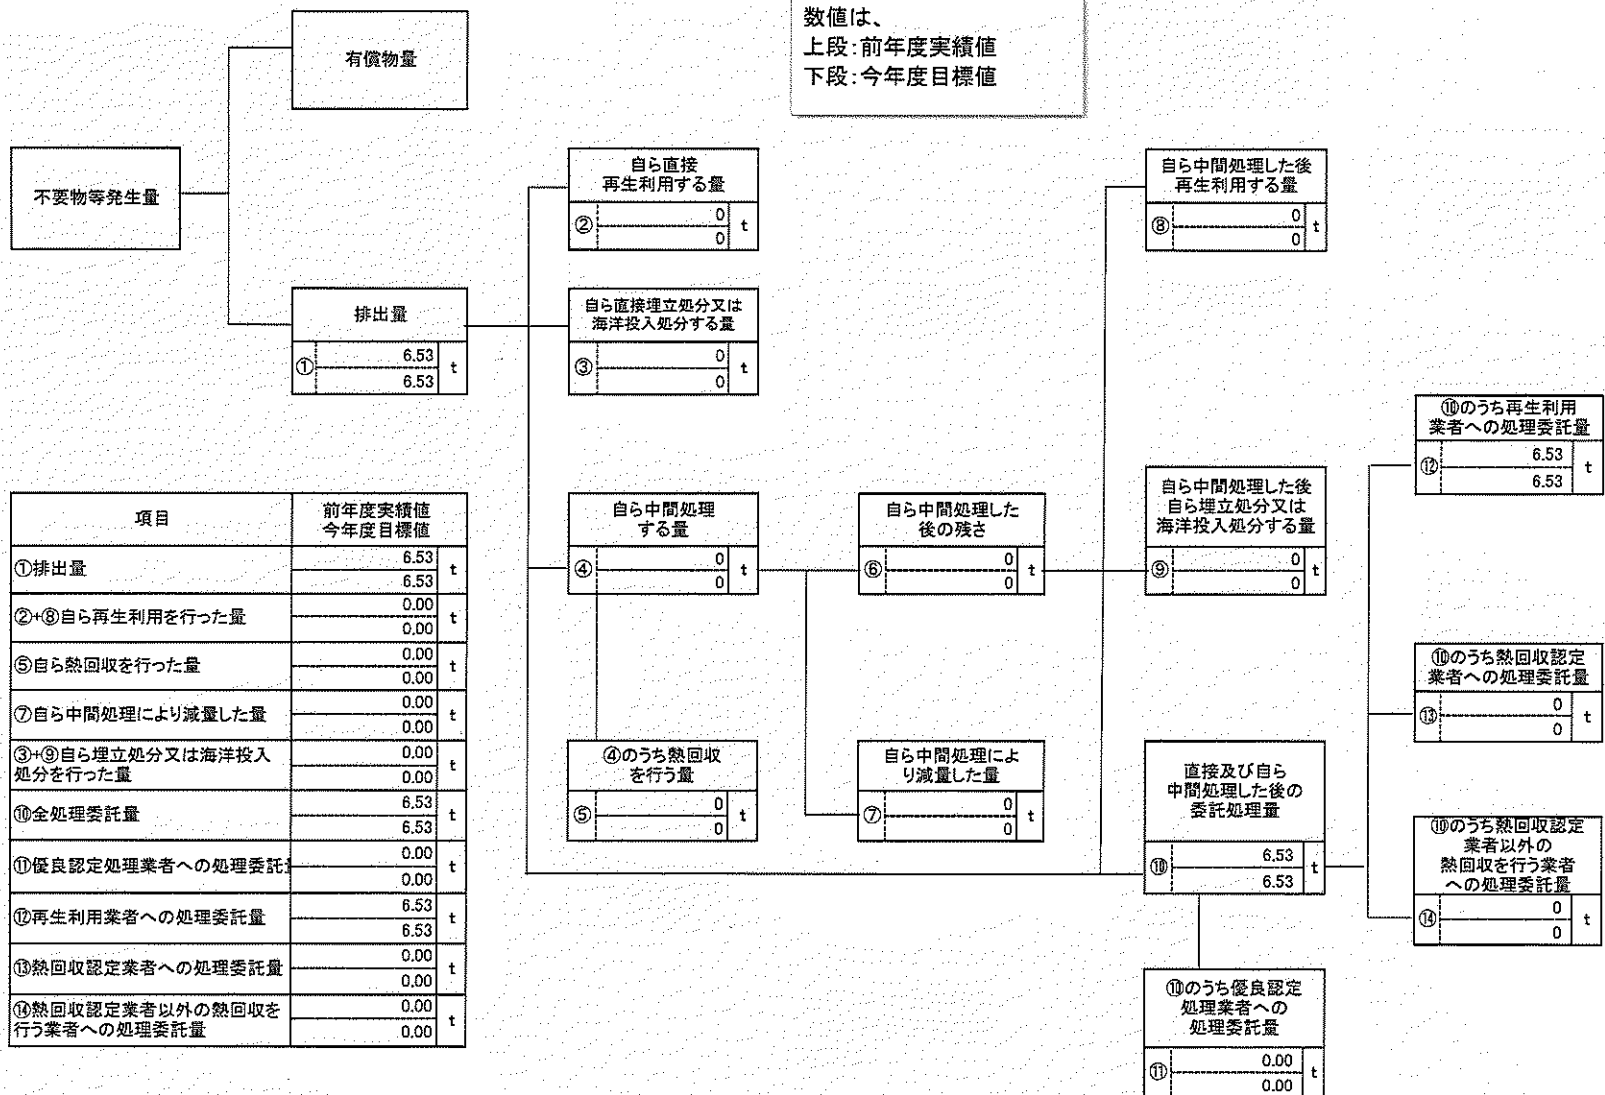 数値は、
上段:前年度実績値
下段:今年度目標値
有償物量
不要物等発生量
排出量
① 6.53 t
6.53
自ら直接
再生利用する量
② 0 t
0
自ら直接埋立処分又は
海洋投入処分する量
③ 0 t
0
自ら中間処理
する量
④ 0 t
0
④のうち熱回収
を行う量
⑤ 0 t
0
自ら中間処理した
後の残さ
⑥ 0 t
0
自ら中間処理によ
り減量した量
⑦ 0 t
0
自ら中間処理した後
再生利用する量
⑧ 0 t
0
自ら中間処理した後
自ら埋立処分又は
海洋投入処分する量
⑨ 0 t
0
直接及び自ら
中間処理した後の
委託処理量
⑩ 6.53 t
6.53
⑩のうち優良認定
処理業者への
処理委託量
⑪ 0.00 t
0.00
⑩のうち再生利用
業者への処理委託量
⑫ 6.53 t
6.53
⑩のうち熱回収認定
業者への処理委託量
⑬ 0 t
0
⑩のうち熱回収認定
業者以外の
熱回収を行う業者
への処理委託量
⑭ 0 t
0
項目 前年度実績値
今年度目標値
①排出量 6.53 t
6.53
②+⑧自ら再生利用を行った量 0.00 t
0.00
⑤自ら熱回収を行った量 0.00 t
0.00
⑦自ら中間処理により減量した量 0.00 t
0.00
③+⑨自ら埋立処分又は海洋投入
処分を行った量 0.00 t
0.00
⑩全処理委託量 6.53 t
6.53
⑪優良認定処理業者への処理委託 0.00 t
0.00
⑫再生利用業者への処理委託量 6.53 t
6.53
⑬熱回収認定業者への処理委託量 0.00 t
0.00
⑭熱回収認定業者以外の熱回収を
行う業者への処理委託量 0.00 t
0.00